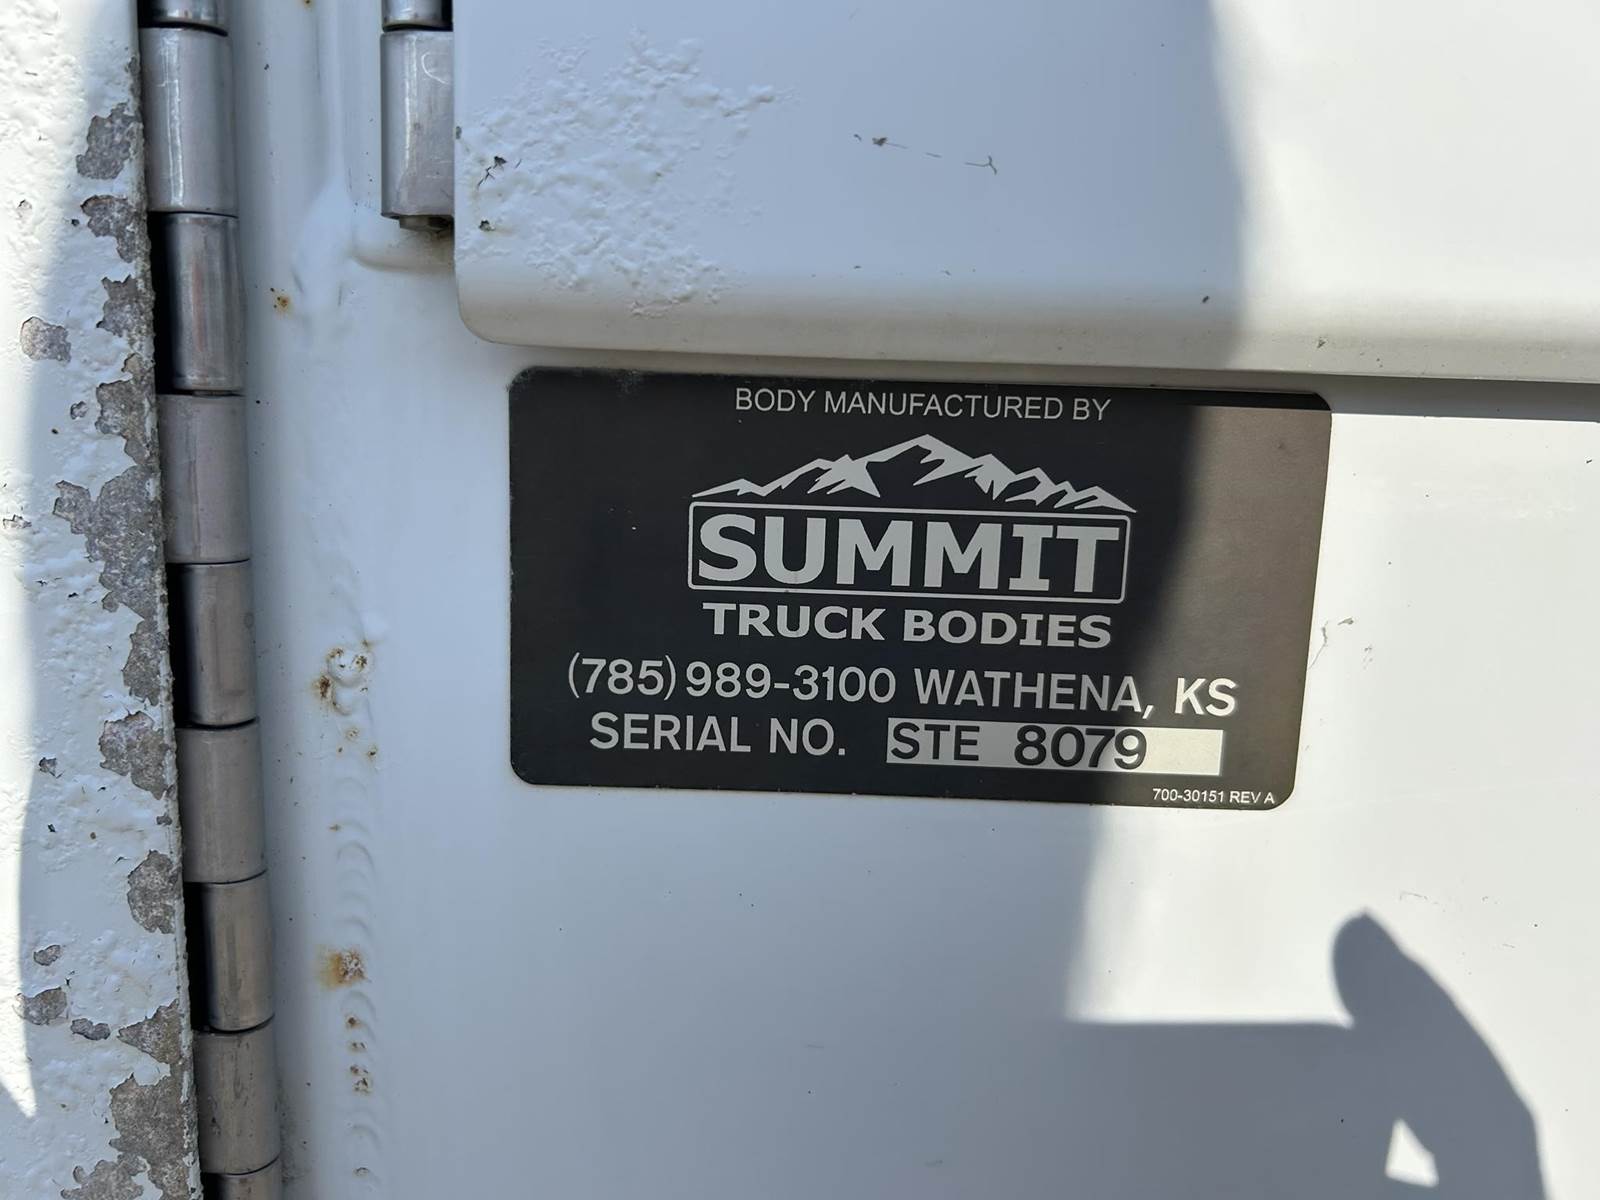 BODY MANUFACTURED BY
SUMMIT
TRUCK BODIES
(785) 989-3100 WATHENA, KS
SERIAL NO. STE 8079
700-30151 REV A